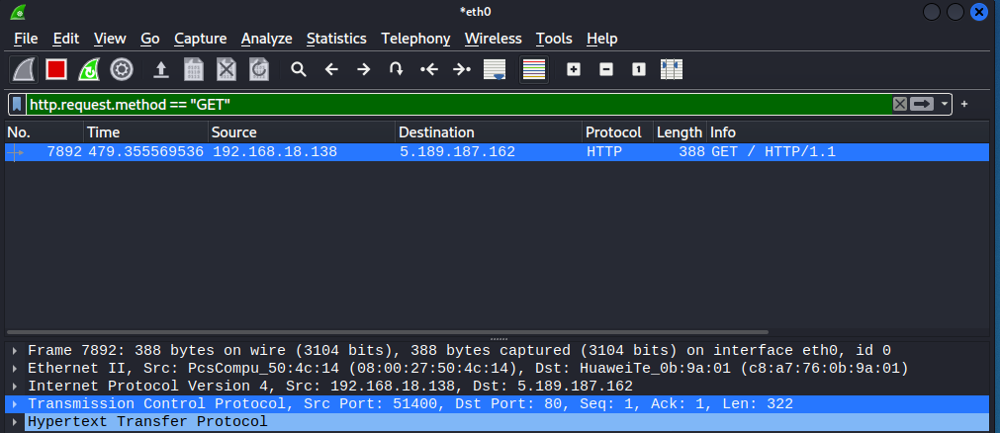 *eth0
File Edit View Go Capture Analyze Statistics Telephony Wireless Tools Help
http.request.method == "GET"
No. Time Source Destination Protocol Length Info
7892 479.355569536 192.168.18.138 5.189.187.162 HTTP 388 GET / HTTP/1.1
Frame 7892: 388 bytes on wire (3104 bits), 388 bytes captured (3104 bits) on interface eth0, id 0
Ethernet II, Src: PcsCompu_50:4c:14 (08:00:27:50:4c:14), Dst: HuaweiTe_0b:9a:01 (c8:a7:76:0b:9a:01)
Internet Protocol Version 4, Src: 192.168.18.138, Dst: 5.189.187.162
Transmission Control Protocol, Src Port: 51400, Dst Port: 80, Seq: 1, Ack: 1, Len: 322
Hypertext Transfer Protocol